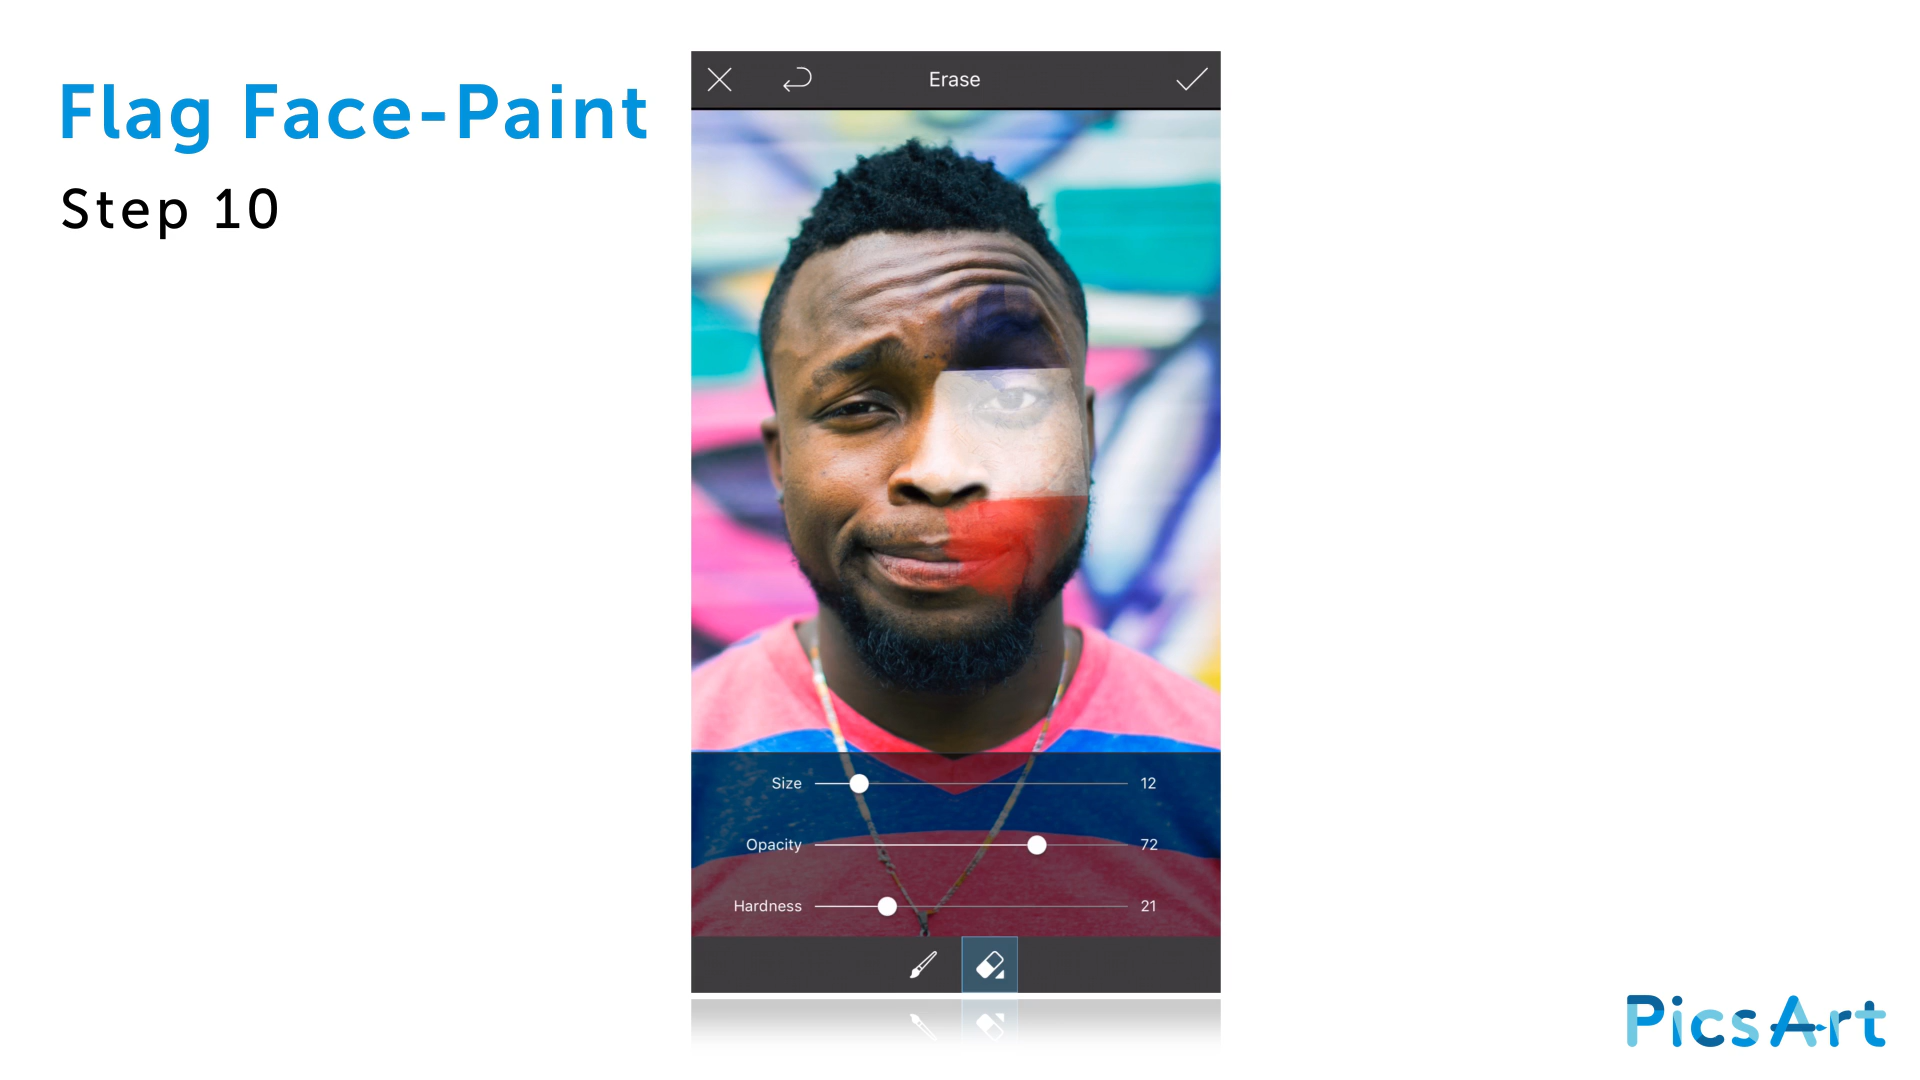 Flag Face-Paint
Step 10
Erase
Size 12
Opacity 72
Hardness 21
PicsArt